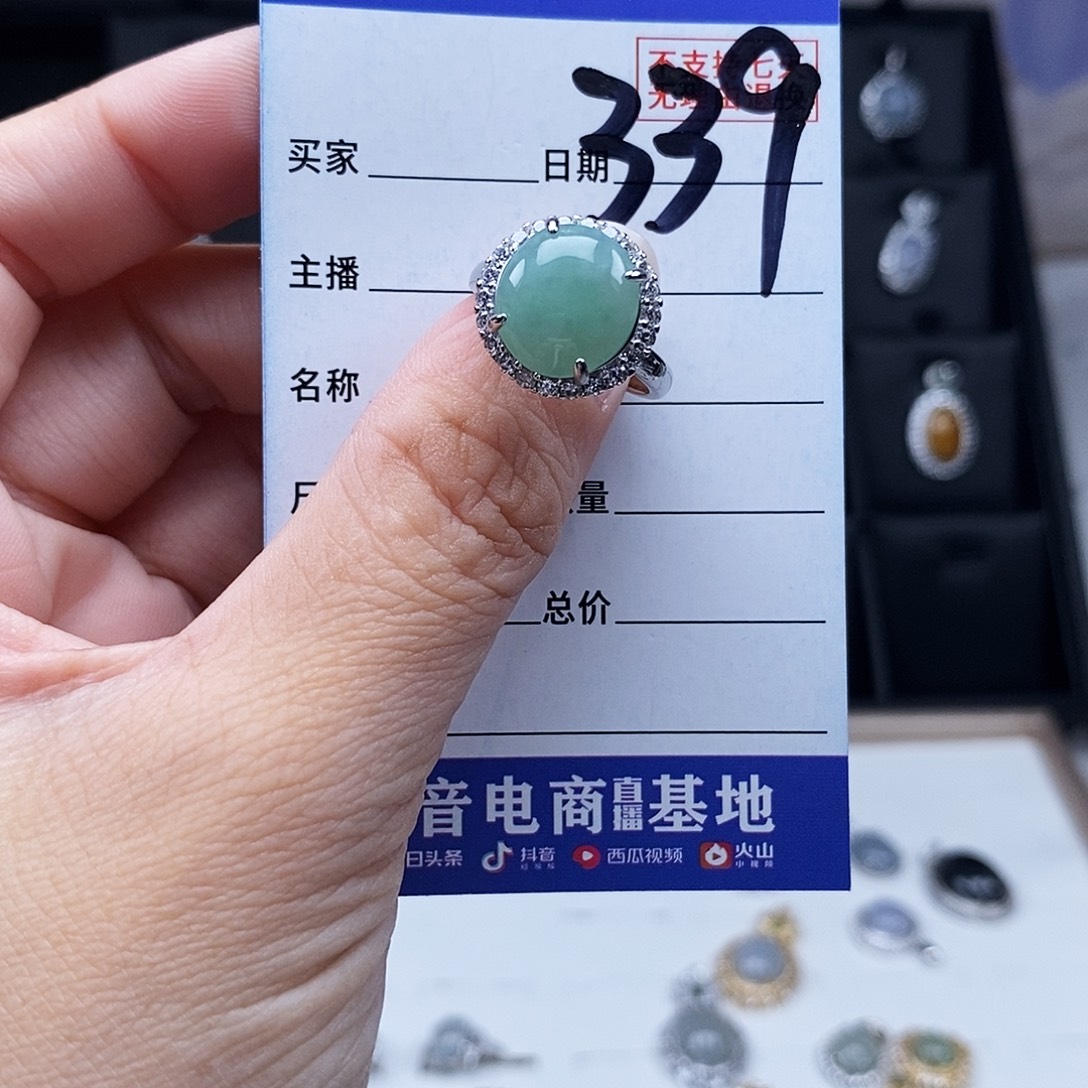 不支持七天
无理由退换
339
买家 日期
主播
名称
量
总价
音电商直播基地
日头条 抖音 西瓜视频 火山